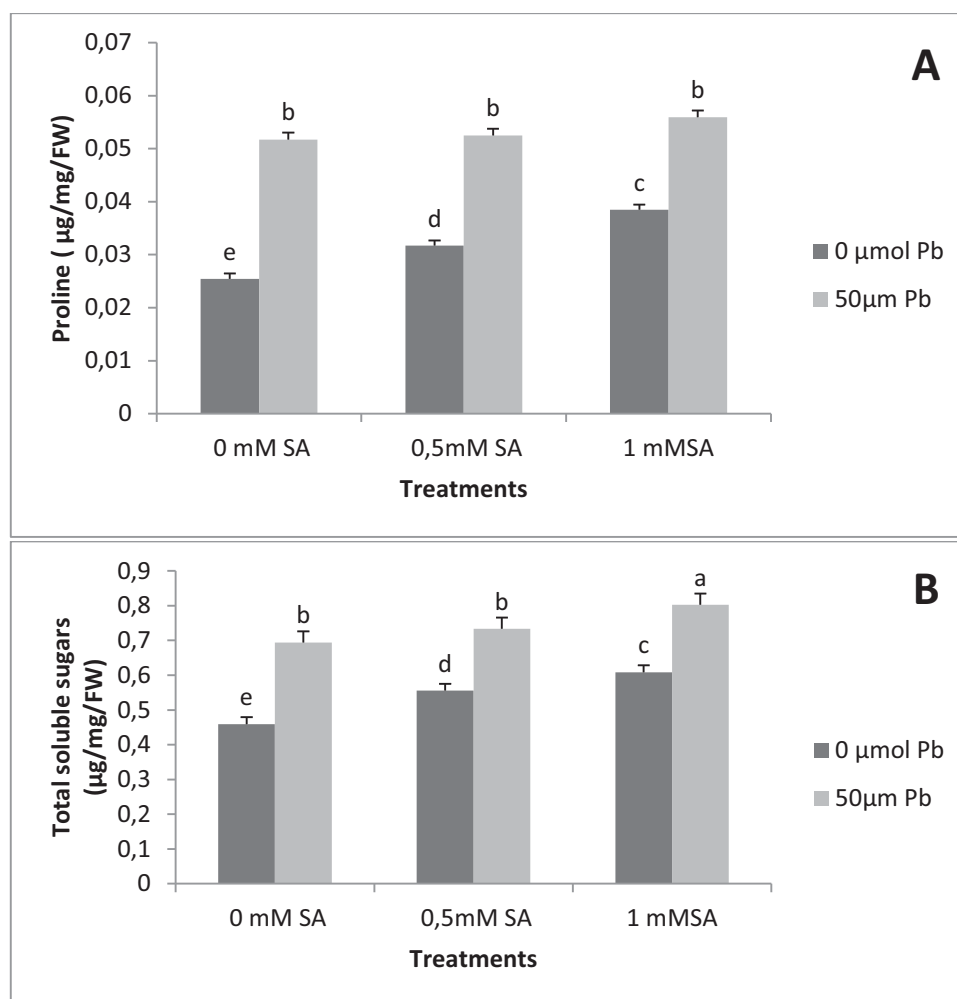 A
0,07
0,06
0,05
0,04
0,03
0,02
0,01
0
Proline ( µg/mg/FW)
e
b
d
b
c
b
0 mM SA
0,5mM SA
1 mMSA
Treatments
0 µmol Pb
50µm Pb
B
0,9
0,8
0,7
0,6
0,5
0,4
0,3
0,2
0,1
0
Total soluble sugars
(µg/mg/FW)
e
b
d
b
c
a
0 mM SA
0,5mM SA
1 mMSA
Treatments
0 µmol Pb
50µm Pb